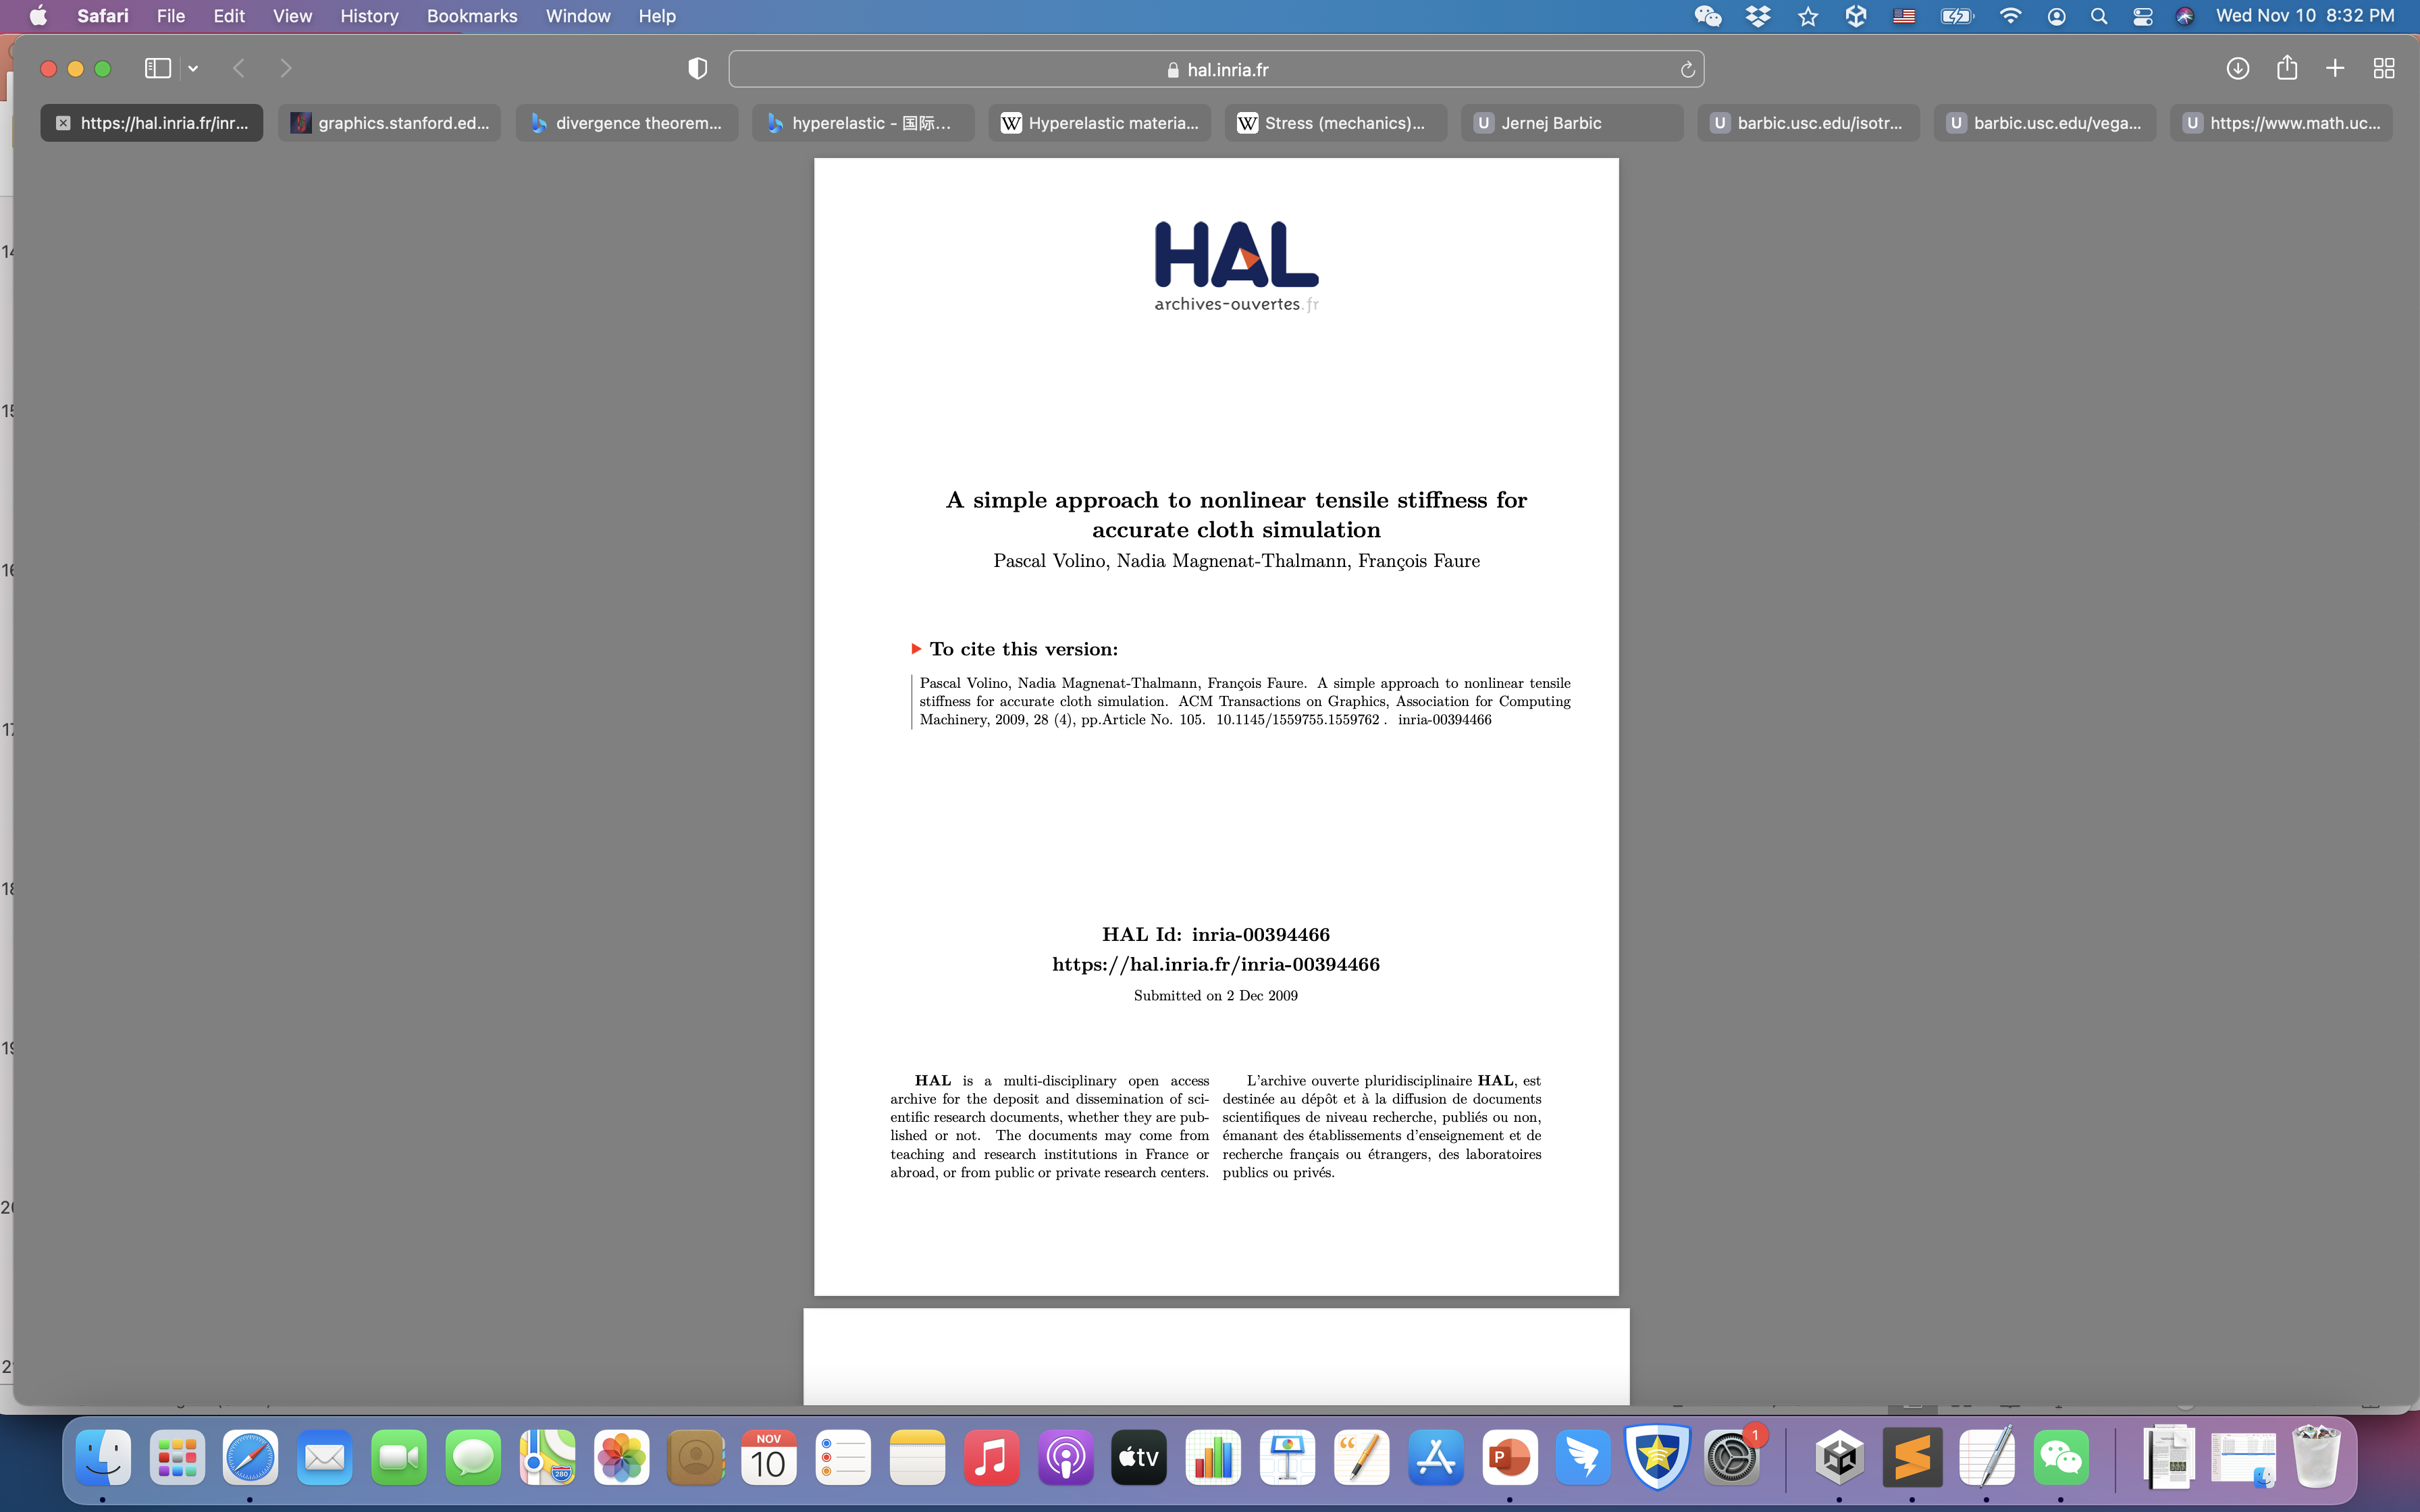 Safari File Edit View History Bookmarks Window Help Wed Nov 10 8:32 PM
hal.inria.fr
https://hal.inria.fr/inr... graphics.stanford.ed... divergence theorem... hyperelastic - 国际... Hyperelastic materia... Stress (mechanics)... Jernej Barbic barbic.usc.edu/isotr... barbic.usc.edu/vega... https://www.math.uc...
HAL
archives-ouvertes.fr
A simple approach to nonlinear tensile stiffness for
accurate cloth simulation
Pascal Volino, Nadia Magnenat-Thalmann, François Faure
To cite this version:
Pascal Volino, Nadia Magnenat-Thalmann, François Faure. A simple approach to nonlinear tensile
stiffness for accurate cloth simulation. ACM Transactions on Graphics, Association for Computing
Machinery, 2009, 28 (4), pp.Article No. 105. 10.1145/1559755.1559762 . inria-00394466
HAL Id: inria-00394466
https://hal.inria.fr/inria-00394466
Submitted on 2 Dec 2009
HAL is a multi-disciplinary open access
archive for the deposit and dissemination of sci-
entific research documents, whether they are pub-
lished or not. The documents may come from
teaching and research institutions in France or
abroad, or from public or private research centers.
L'archive ouverte pluridisciplinaire HAL, est
destinée au dépôt et à la diffusion de documents
scientifiques de niveau recherche, publiés ou non,
émanant des établissements d'enseignement et de
recherche français ou étrangers, des laboratoires
publics ou privés.
280
NOV
10
tv
P
1